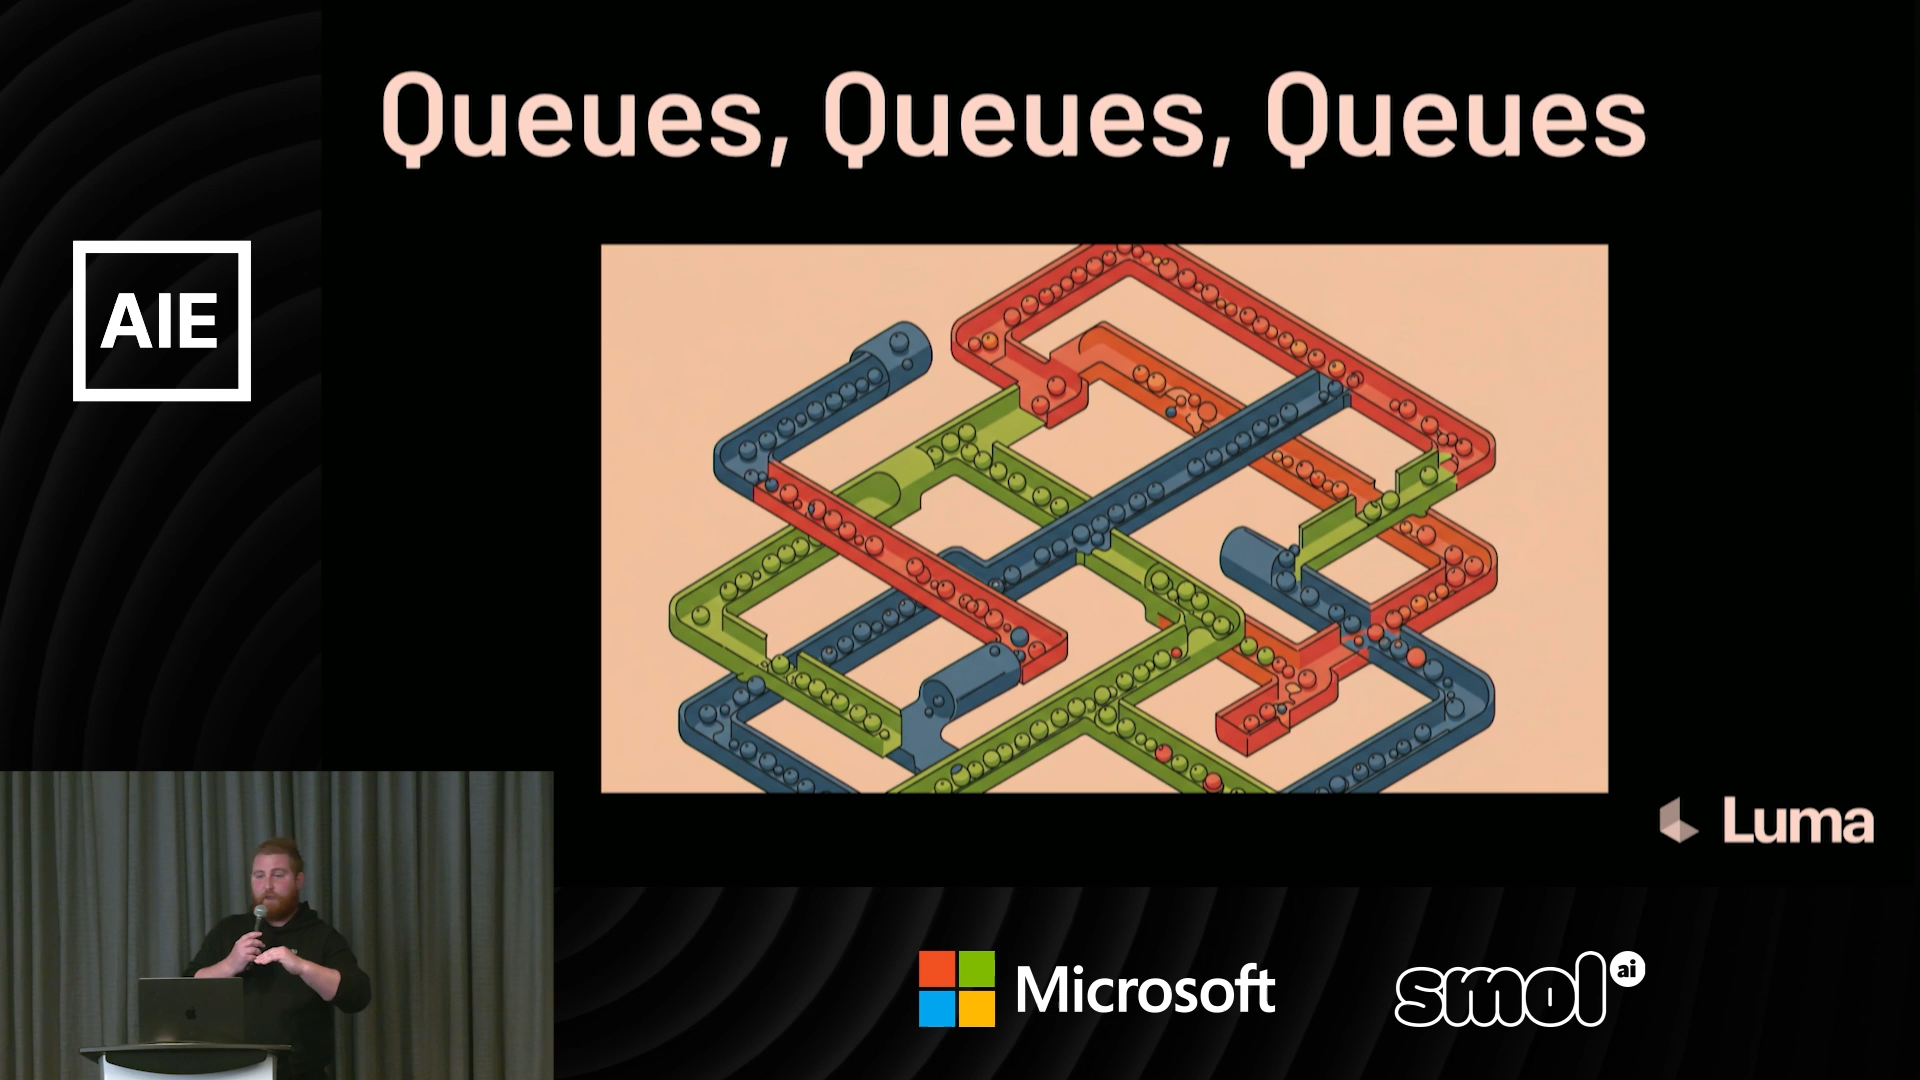 Queues, Queues, Queues
AIE
Luma
Microsoft
smol ai